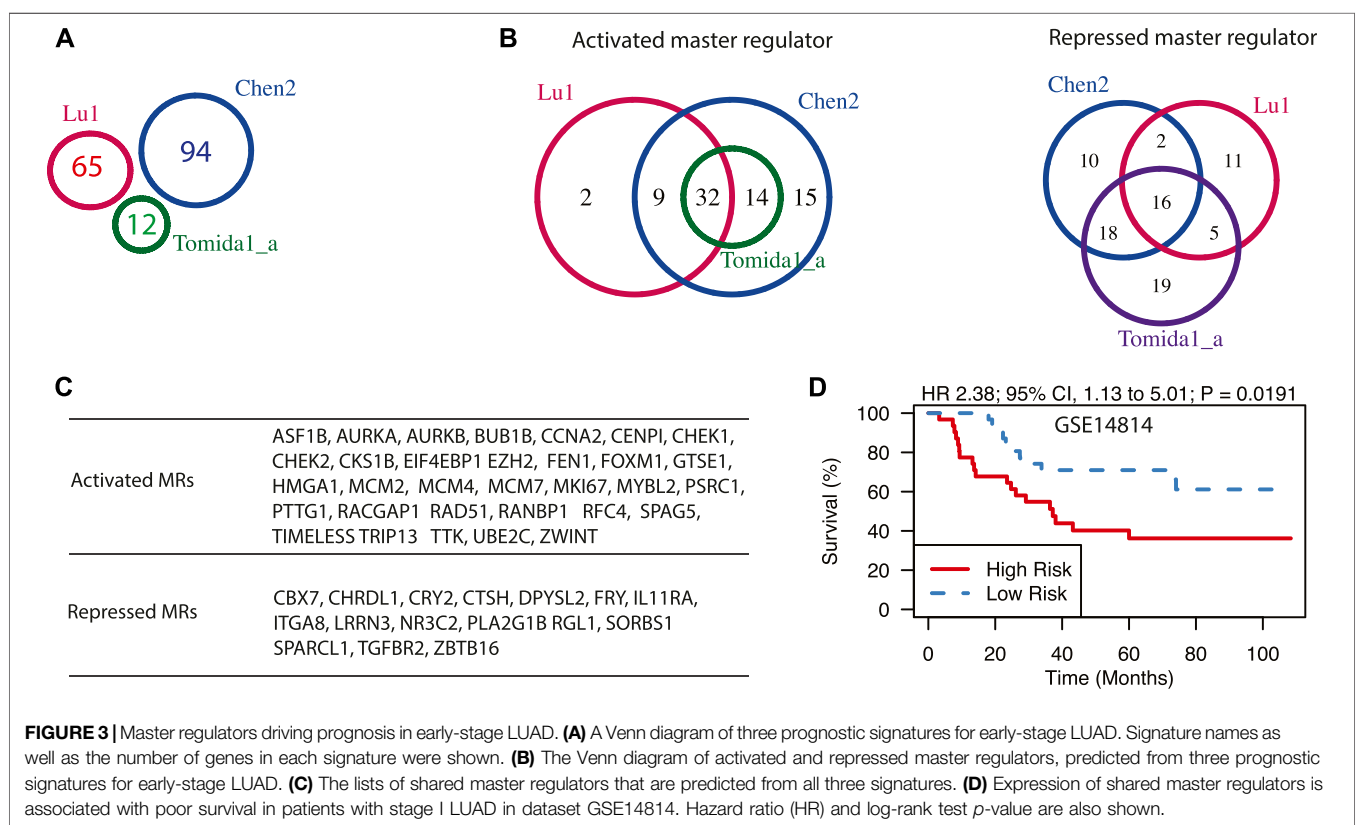 A
Lu1
65
Chen2
94
12
Tomida1_a
B
Activated master regulator
Lu1
Chen2
2
9
32
14
15
Tomida1_a
Repressed master regulator
Chen2
Lu1
2
10
11
16
18
5
19
Tomida1_a
C
Activated MRs
ASF1B, AURKA, AURKB, BUB1B, CCNA2, CENPI, CHEK1,
CHEK2, CKS1B, EIF4EBP1 EZH2, FEN1, FOXM1, GTSE1,
HMGA1, MCM2, MCM4, MCM7, MKI67, MYBL2, PSRC1,
PTTG1, RACGAP1 RAD51, RANBP1 RFC4, SPAG5,
TIMELESS TRIP13 TTK, UBE2C, ZWINT
Repressed MRs
CBX7, CHRDL1, CRY2, CTSH, DPYSL2, FRY, IL11RA,
ITGA8, LRRN3, NR3C2, PLA2G1B RGL1, SORBS1
SPARCL1, TGFBR2, ZBTB16
D
HR 2.38; 95% CI, 1.13 to 5.01; P = 0.0191
GSE14814
Survival (%)
100
80
60
40
20
0
High Risk
Low Risk
0 20 40 60 80 100
Time (Months)
FIGURE 3 | Master regulators driving prognosis in early-stage LUAD. (A) A Venn diagram of three prognostic signatures for early-stage LUAD. Signature names as
well as the number of genes in each signature were shown. (B) The Venn diagram of activated and repressed master regulators, predicted from three prognostic
signatures for early-stage LUAD. (C) The lists of shared master regulators that are predicted from all three signatures. (D) Expression of shared master regulators is
associated with poor survival in patients with stage I LUAD in dataset GSE14814. Hazard ratio (HR) and log-rank test p-value are also shown.